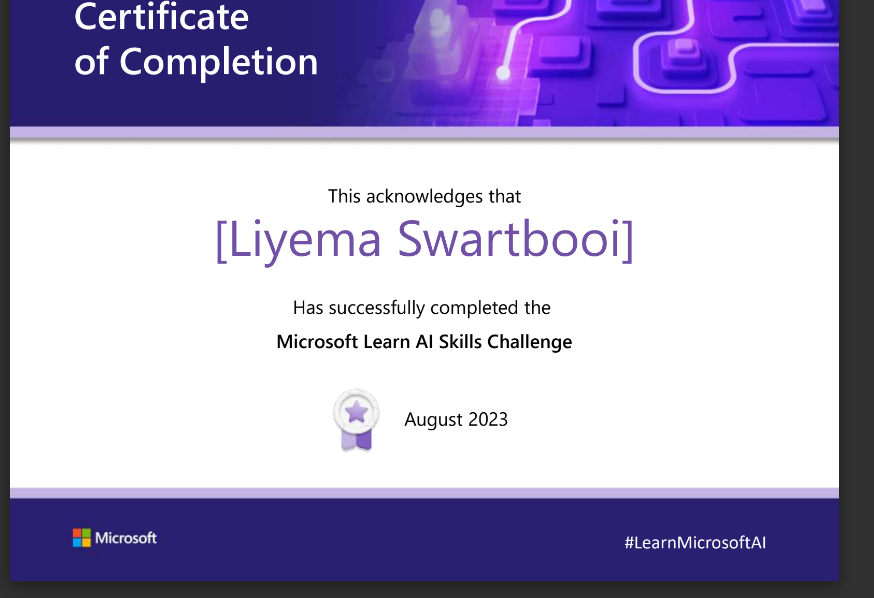 Certificate
of Completion
This acknowledges that
[Liyema Swartbooi]
Has successfully completed the
Microsoft Learn AI Skills Challenge
August 2023
Microsoft
#LearnMicrosoftAI